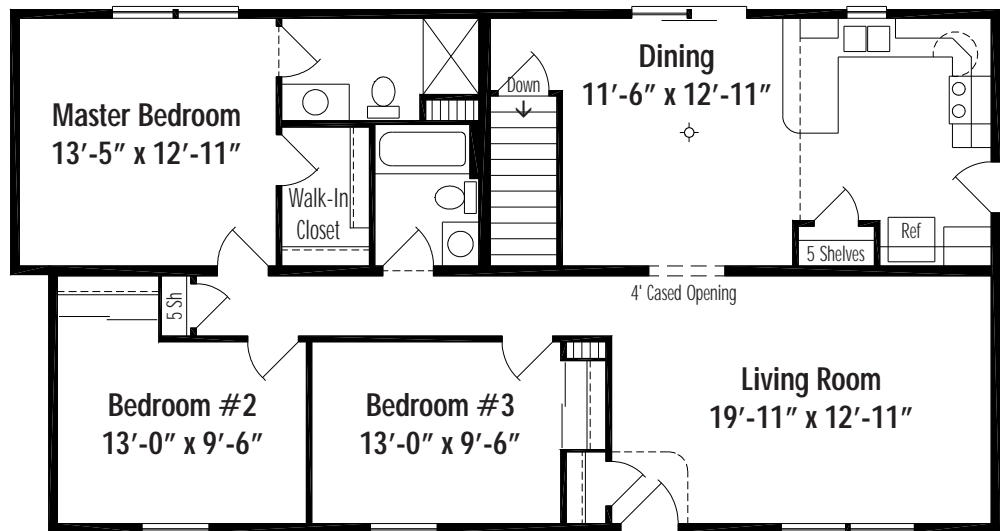 Master Bedroom
13'-5" x 12'-11"
Walk-In
Closet
Down
Dining
11'-6" x 12'-11"
5 Shelves
Ref
4' Cased Opening
5 Sh
Bedroom #2
13'-0" x 9'-6"
Bedroom #3
13'-0" x 9'-6"
Living Room
19'-11" x 12'-11"